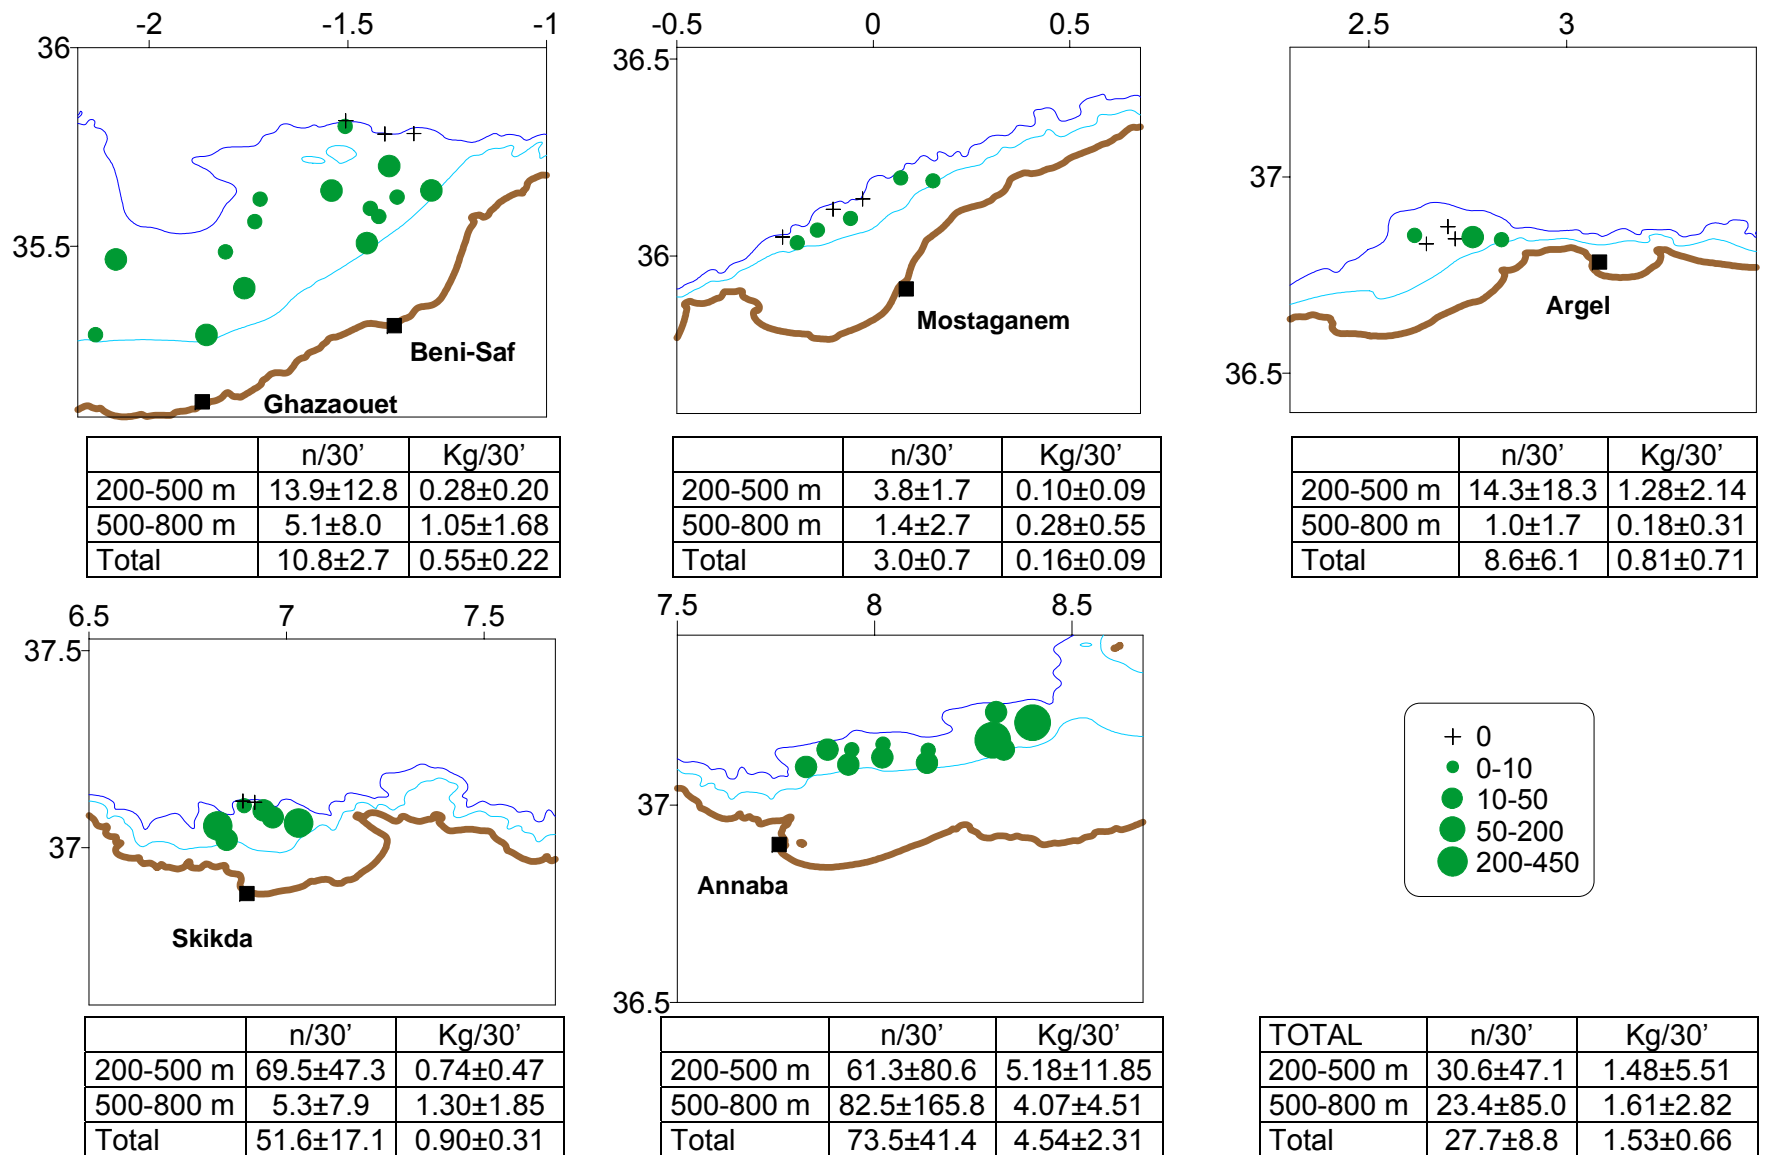 -2 -1.5 -1
36
35.5
Beni-Saf
Ghazaouet
n/30’ Kg/30’
200-500 m 13.9±12.8 0.28±0.20
500-800 m 5.1±8.0 1.05±1.68
Total 10.8±2.7 0.55±0.22
-0.5 0 0.5
36.5
36
Mostaganem
n/30’ Kg/30’
200-500 m 3.8±1.7 0.10±0.09
500-800 m 1.4±2.7 0.28±0.55
Total 3.0±0.7 0.16±0.09
2.5 3
37
36.5
Argel
n/30’ Kg/30’
200-500 m 14.3±18.3 1.28±2.14
500-800 m 1.0±1.7 0.18±0.31
Total 8.6±6.1 0.81±0.71
6.5 7 7.5
37.5
37
Skikda
n/30’ Kg/30’
200-500 m 69.5±47.3 0.74±0.47
500-800 m 5.3±7.9 1.30±1.85
Total 51.6±17.1 0.90±0.31
7.5 8 8.5
37
36.5
Annaba
n/30’ Kg/30’
200-500 m 61.3±80.6 5.18±11.85
500-800 m 82.5±165.8 4.07±4.51
Total 73.5±41.4 4.54±2.31
0
0-10
10-50
50-200
200-450
TOTAL n/30’ Kg/30’
200-500 m 30.6±47.1 1.48±5.51
500-800 m 23.4±85.0 1.61±2.82
Total 27.7±8.8 1.53±0.66